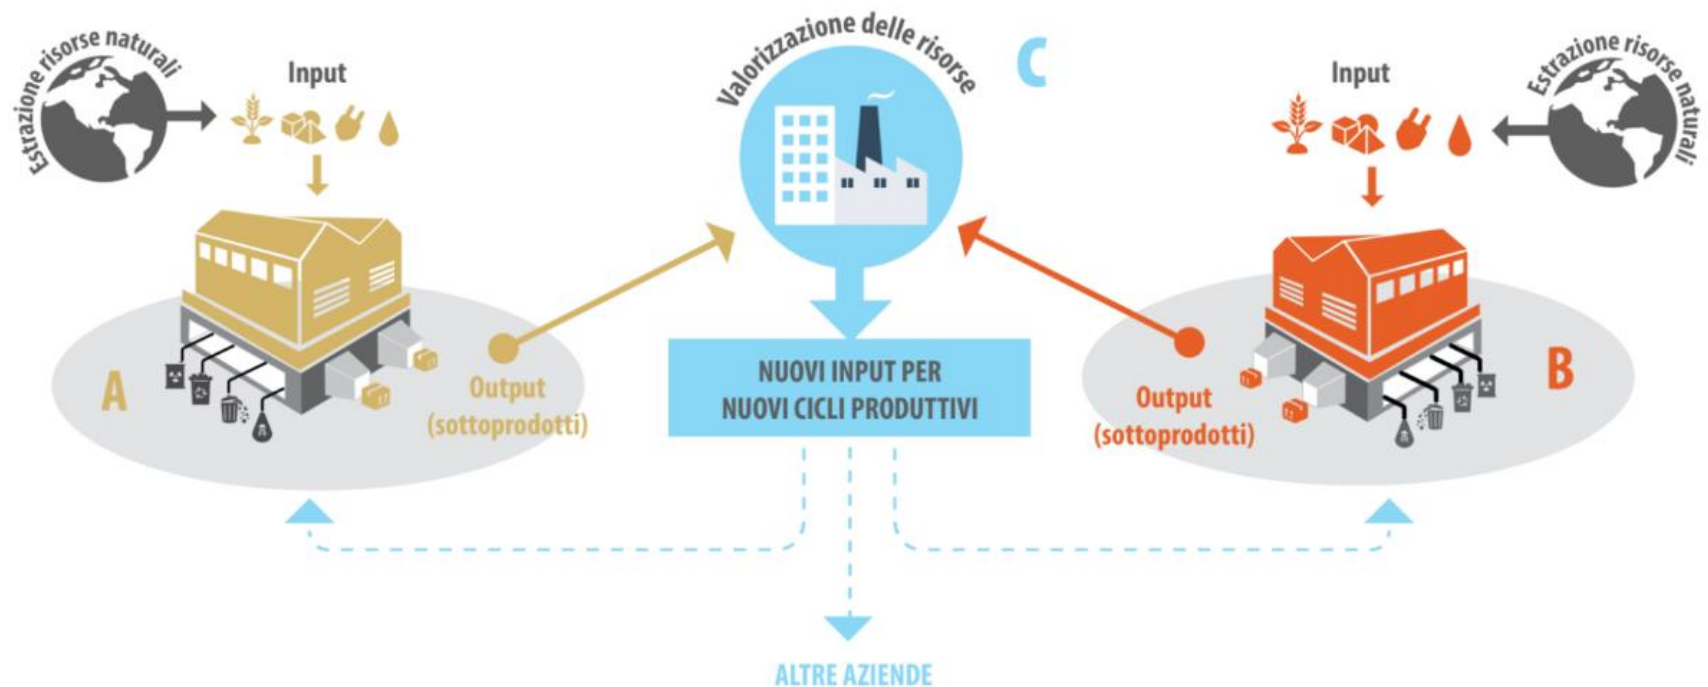 Estrazione risorse naturali
Input
A
Output
(sottoprodotti)
Valorizzazione delle risorse
C
NUOVI INPUT PER
NUOVI CICLI PRODUTTIVI
ALTRE AZIENDE
Input
Estrazione risorse naturali
Output
(sottoprodotti)
B